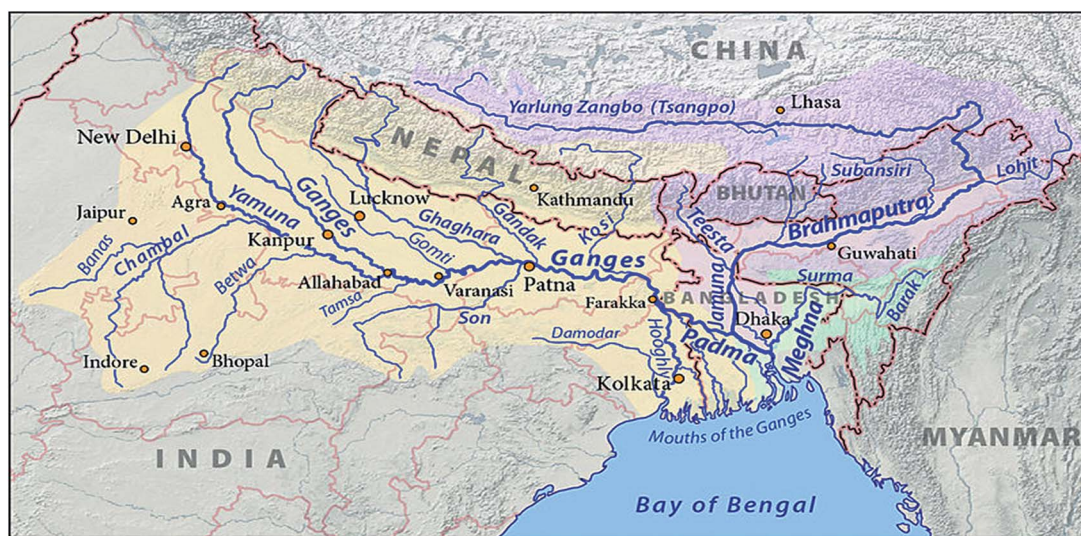 CHINA
Yarlung Zangbo (Tsangpo)
Lhasa
New Delhi
NEPAL
Kathmandu
BHUTAN
Subansiri
Lohit
Jaipur
Agra
Yamuna
Ganges
Lucknow
Ghaghara
Gandak
Kosi
Teesta
Brahmaputra
Guwahati
Banas
Chambal
Kanpur
Gomti
Betwa
Ganges
Allahabad
Varanasi
Patna
Tamsa
Son
Farakka
BANGLADESH
Jamuna
Surma
Barak
Dhaka
Meghna
Padma
Damodar
Hooghly
Indore
Bhopal
Kolkata
Mouths of the Ganges
INDIA
MYANMAR
Bay of Bengal